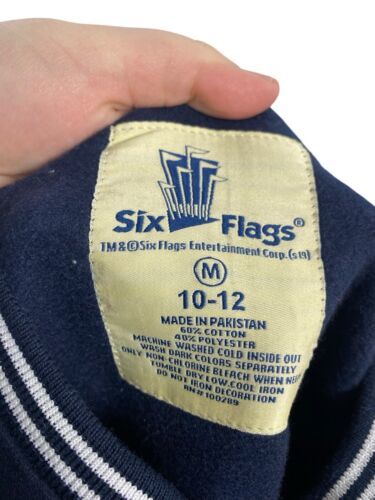 Six Flags®
TM&©Six Flags Entertainment Corp.(s19)
M
10-12
MADE IN PAKISTAN
60% COTTON
40% POLYESTER
MACHINE WASHED COLD INSIDE OUT
WASH DARK COLORS SEPARATELY
ONLY NON-CHLORINE BLEACH WHEN NEED
TUMBLE DRY LOW.COOL IRON
DO NOT IRON DECORATION
RN# 100289